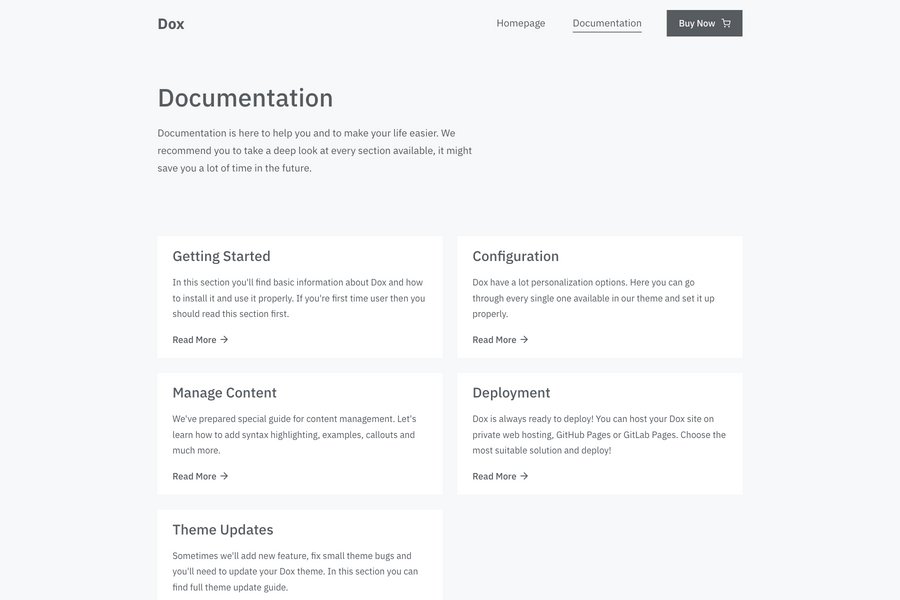 Dox
Homepage
Documentation
Buy Now
Documentation
Documentation is here to help you and to make your life easier. We
recommend you to take a deep look at every section available, it might
save you a lot of time in the future.
Getting Started
In this section you'll find basic information about Dox and how
to install it and use it properly. If you're first time user then you
should read this section first.
Read More
Configuration
Dox have a lot personalization options. Here you can go
through every single one available in our theme and set it up
properly.
Read More
Manage Content
We've prepared special guide for content management. Let's
learn how to add syntax highlighting, examples, callouts and
much more.
Read More
Deployment
Dox is always ready to deploy! You can host your Dox site on
private web hosting, GitHub Pages or GitLab Pages. Choose the
most suitable solution and deploy!
Read More
Theme Updates
Sometimes we'll add new feature, fix small theme bugs and
you'll need to update your Dox theme. In this section you can
find full theme update guide.